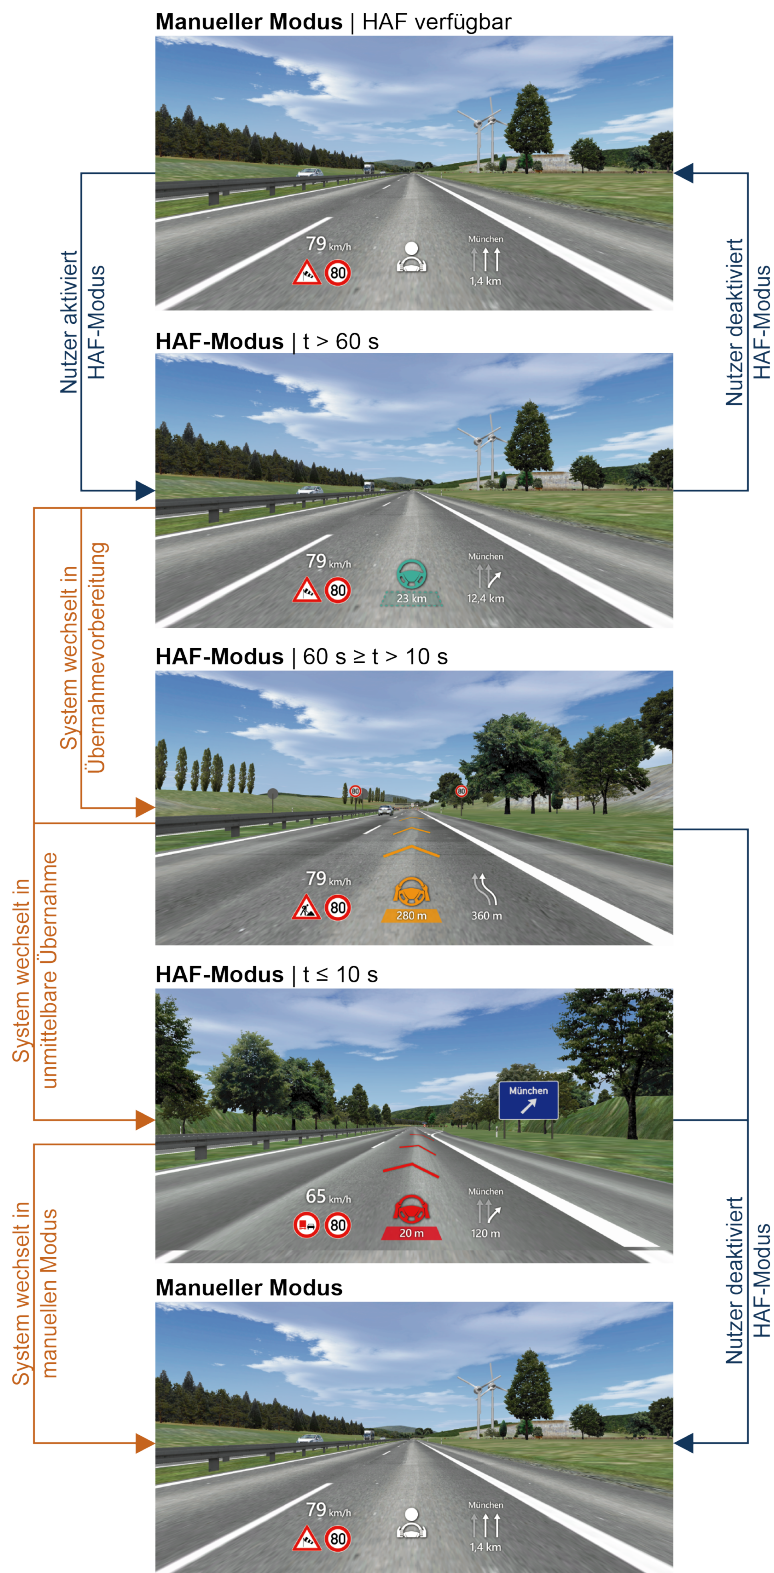 Manueller Modus | HAF verfügbar
79 km/h
80
München
1,4 km
Nutzer aktiviert
HAF-Modus
Nutzer deaktiviert
HAF-Modus
HAF-Modus | t > 60 s
79 km/h
80
23 km
München
12,4 km
System wechselt in
Übernahmevorbereitung
HAF-Modus | 60 s ≥ t > 10 s
80
80
79 km/h
80
280 m
360 m
System wechselt in
unmittelbare Übernahme
HAF-Modus | t ≤ 10 s
München
65 km/h
80
20 m
München
120 m
System wechselt in
manuellen Modus
Nutzer deaktiviert
HAF-Modus
Manueller Modus
79 km/h
80
München
1,4 km